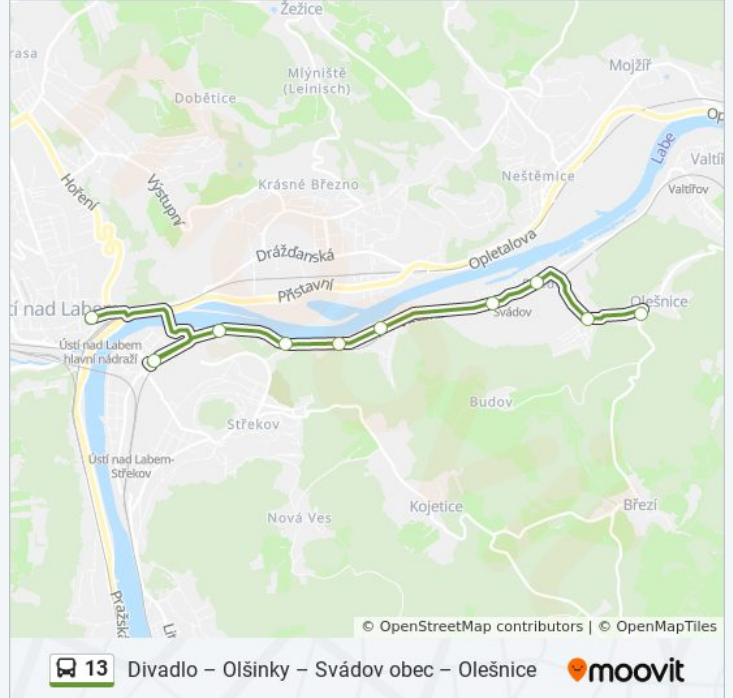 Žežice
rasa
Mlýniště
(Leinisch)
Mojžíř
Dobětice
Op
Labe
Valtíř
Hoření
Výstupní
Krásné Březno
Neštěmice
Valtířov
Drážďanská
Opletalova
Přístavní
tí nad Labem
Olešnice
Svádov
Ústí nad Labem
hlavní nádraží
Budov
Střekov
Ústí nad Labem-
Střekov
Kojetice
Březí
Nová Ves
Pražská
© OpenStreetMap contributors | © OpenMapTiles
13 Divadlo – Olšinky – Svádov obec – Olešnice moovit